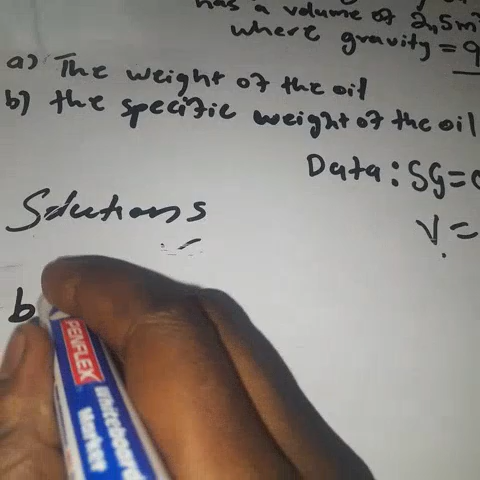 has a volume of 2,5m
where gravity = 9
a) The weight of the oil
b) the specific weight of the oil
Data: SG=
Solutions
V. =
b
PENFLEX
Whiteboard
Marker